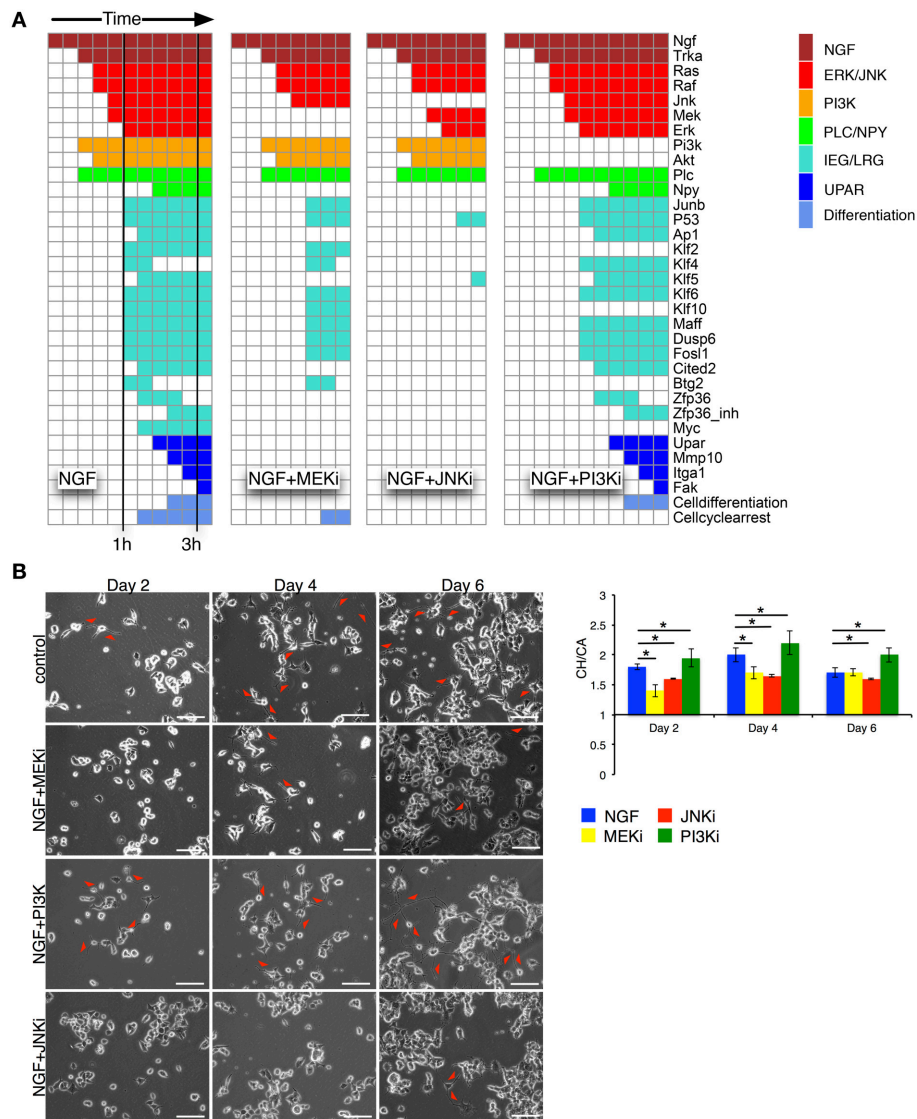 A
Time
Ngf
Trka
Ras
Raf
Jnk
Mek
Erk
Pi3k
Akt
Plc
Npy
Junb
P53
Ap1
Klf2
Klf4
Klf5
Klf6
Klf10
Maff
Dusp6
Fosl1
Cited2
Btg2
Zfp36
Zfp36_inh
Myc
Upar
Mmp10
Itga1
Fak
Celldifferentiation
Cellcyclearrest
NGF
NGF+MEKi
NGF+JNKi
NGF+PI3Ki
1h
3h
NGF
ERK/JNK
PI3K
PLC/NPY
IEG/LRG
UPAR
Differentiation
B
Day 2
Day 4
Day 6
control
NGF+MEKi
NGF+PI3K
NGF+JNKi
CH/CA
3
2.5
2
1.5
1
0.5
0
* * *
* * *
* *
Day 2
Day 4
Day 6
NGF
JNKi
MEKi
PI3Ki